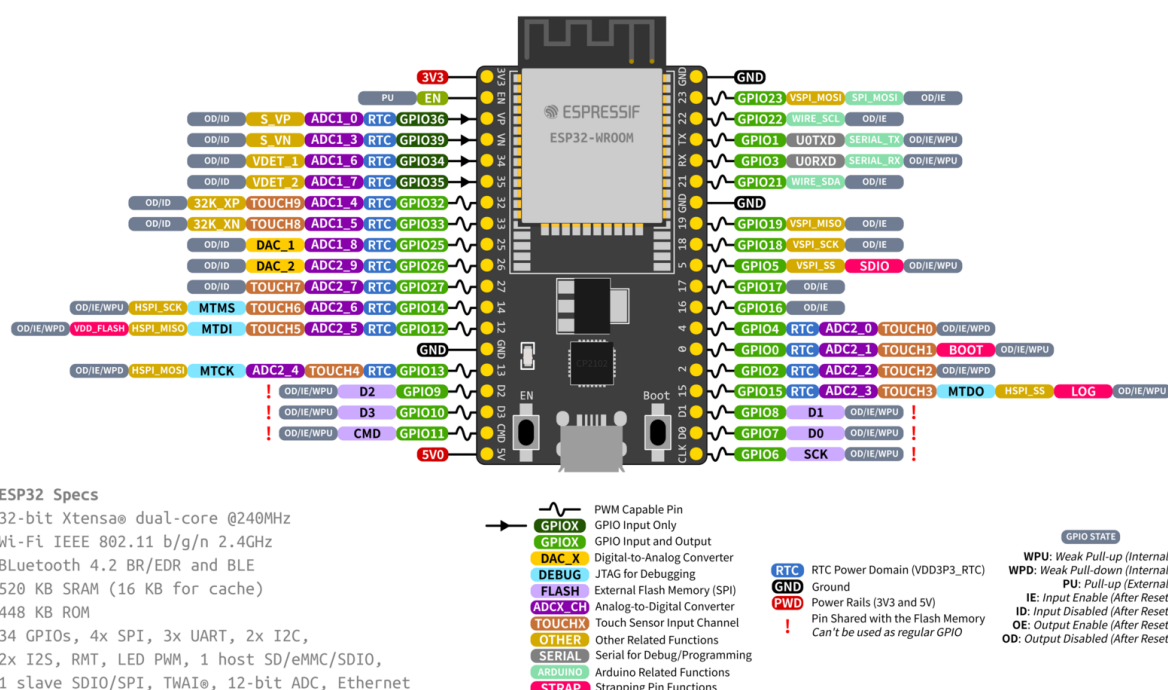 3V3
PU EN
OD/ID S_VP ADC1_0 RTC GPIO36
OD/ID S_VN ADC1_3 RTC GPIO39
OD/ID VDET_1 ADC1_6 RTC GPIO34
OD/ID VDET_2 ADC1_7 RTC GPIO35
OD/ID 32K_XP TOUCH9 ADC1_4 RTC GPIO32
OD/ID 32K_XN TOUCH8 ADC1_5 RTC GPIO33
OD/ID DAC_1 ADC1_8 RTC GPIO25
OD/ID DAC_2 ADC2_9 RTC GPIO26
OD/ID TOUCH7 ADC2_7 RTC GPIO27
OD/IE/WPU HSPI_SCK MTMS TOUCH6 ADC2_6 RTC GPIO14
OD/IE/WPD VDD_FLASH HSPI_MISO MTDI TOUCH5 ADC2_5 RTC GPIO12
GND
OD/IE/WPD HSPI_MOSI MTCK ADC2_4 TOUCH4 RTC GPIO13
! OD/IE/WPU D2 GPIO9
! OD/IE/WPU D3 GPIO10
! OD/IE/WPU CMD GPIO11
5V0
3V3
EN
VP
VN
34
35
32
33
25
26
27
14
12
GND
13
D2
D3
CMD
5V
ESPRESSIF
ESP32-WROOM
CP2102
EN
Boot
GND
23
22
TX
RX
21
GND
19
18
5
17
16
4
0
2
15
D1
D0
CLK
GND
GPIO23 VSPI_MOSI SPI_MOSI OD/IE
GPIO22 WIRE_SCL OD/IE
GPIO1 U0TXD SERIAL_TX OD/IE/WPU
GPIO3 U0RXD SERIAL_RX OD/IE/WPU
GPIO21 WIRE_SDA OD/IE
GND
GPIO19 VSPI_MISO OD/IE
GPIO18 VSPI_SCK OD/IE
GPIO5 VSPI_SS SDIO OD/IE/WPU
GPIO17 OD/IE
GPIO16 OD/IE
GPIO4 RTC ADC2_0 TOUCH0 OD/IE/WPD
GPIO0 RTC ADC2_1 TOUCH1 BOOT OD/IE/WPU
GPIO2 RTC ADC2_2 TOUCH2 OD/IE/WPD
GPIO15 RTC ADC2_3 TOUCH3 MTDO HSPI_SS LOG OD/IE/WPU
GPIO8 D1 OD/IE/WPU !
GPIO7 D0 OD/IE/WPU !
GPIO6 SCK OD/IE/WPU !
ESP32 Specs
32-bit Xtensa® dual-core @240MHz
Wi-Fi IEEE 802.11 b/g/n 2.4GHz
BLuetooth 4.2 BR/EDR and BLE
520 KB SRAM (16 KB for cache)
448 KB ROM
34 GPIOs, 4x SPI, 3x UART, 2x I2C,
2x I2S, RMT, LED PWM, 1 host SD/eMMC/SDIO,
1 slave SDIO/SPI, TWAI®, 12-bit ADC, Ethernet
PWM Capable Pin
GPIOX GPIO Input Only
GPIOX GPIO Input and Output
DAC_X Digital-to-Analog Converter
DEBUG JTAG for Debugging
FLASH External Flash Memory (SPI)
ADCX_CH Analog-to-Digital Converter
TOUCHX Touch Sensor Input Channel
OTHER Other Related Functions
SERIAL Serial for Debug/Programming
ARDUINO Arduino Related Functions
STRAP Strapping Pin Functions
RTC RTC Power Domain (VDD3P3_RTC)
GND Ground
PWD Power Rails (3V3 and 5V)
! Pin Shared with the Flash Memory
Can't be used as regular GPIO
GPIO STATE
WPU: Weak Pull-up (Internal
WPD: Weak Pull-down (Internal
PU: Pull-up (External
IE: Input Enable (After Reset
ID: Input Disabled (After Reset
OE: Output Enable (After Reset
OD: Output Disabled (After Reset